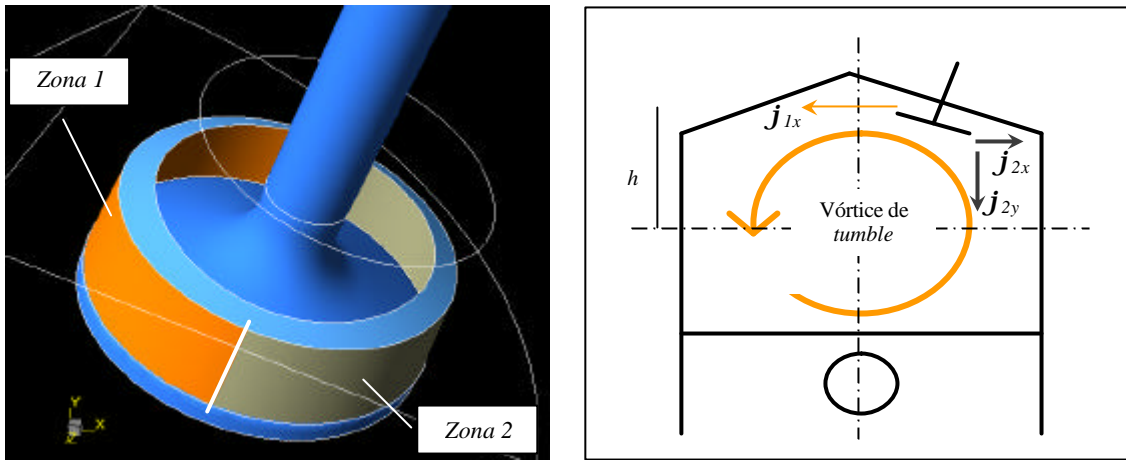 Zona 1
Zona 2
Y
X
Z
j1x
j2x
j2y
h
Vórtice de
tumble